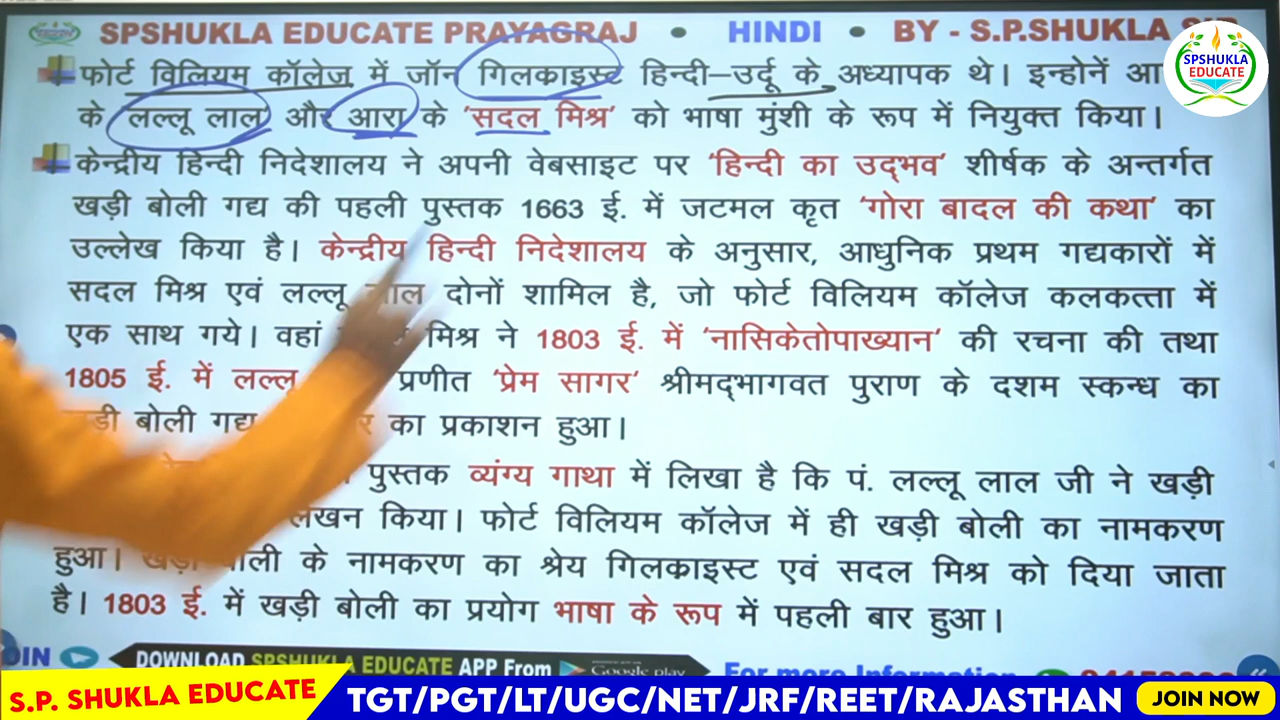 SPSHUKLA EDUCATE PRAYAGRAJ • HINDI • BY - S.P.SHUKLA
SPSHUKLA
EDUCATE
फोर्ट विलियम कॉलेज में जॉन गिलक्राइस्ट हिन्दी–उर्दू के अध्यापक थे। इन्होनें
के लल्लू लाल और आरा के 'सदल मिश्र' को भाषा मुंशी के रूप में नियुक्त किया।
केन्द्रीय हिन्दी निदेशालय ने अपनी वेबसाइट पर 'हिन्दी का उद्भव' शीर्षक के अन्तर्गत
खड़ी बोली गद्य की पहली पुस्तक 1663 ई. में जटमल कृत 'गोरा बादल की कथा' का
उल्लेख किया है। केन्द्रीय हिन्दी निदेशालय के अनुसार, आधुनिक प्रथम गद्यकारों में
सदल मिश्र एवं लल्लू लाल दोनों शामिल है, जो फोर्ट विलियम कॉलेज कलकत्ता में
एक साथ गये। वहां मिश्र ने 1803 ई. में 'नासिकेतोपाख्यान' की रचना की तथा
1805 ई. में लल्लू प्रणीत 'प्रेम सागर' श्रीमद्भागवत पुराण के दशम स्कन्ध का
बोली गद्य का प्रकाशन हुआ।
पुस्तक व्यंग्य गाथा में लिखा है कि पं. लल्लू लाल जी ने खड़ी
लेखन किया। फोर्ट विलियम कॉलेज में ही खड़ी बोली का नामकरण
हुआ। खड़ी बोली के नामकरण का श्रेय गिलक्राइस्ट एवं सदल मिश्र को दिया जाता
है। 1803 ई. में खड़ी बोली का प्रयोग भाषा के रूप में पहली बार हुआ।
DOWNLOAD SPSHUKLA EDUCATE APP From Google play For more Information
S.P. SHUKLA EDUCATE TGT/PGT/LT/UGC/NET/JRF/REET/RAJASTHAN JOIN NOW